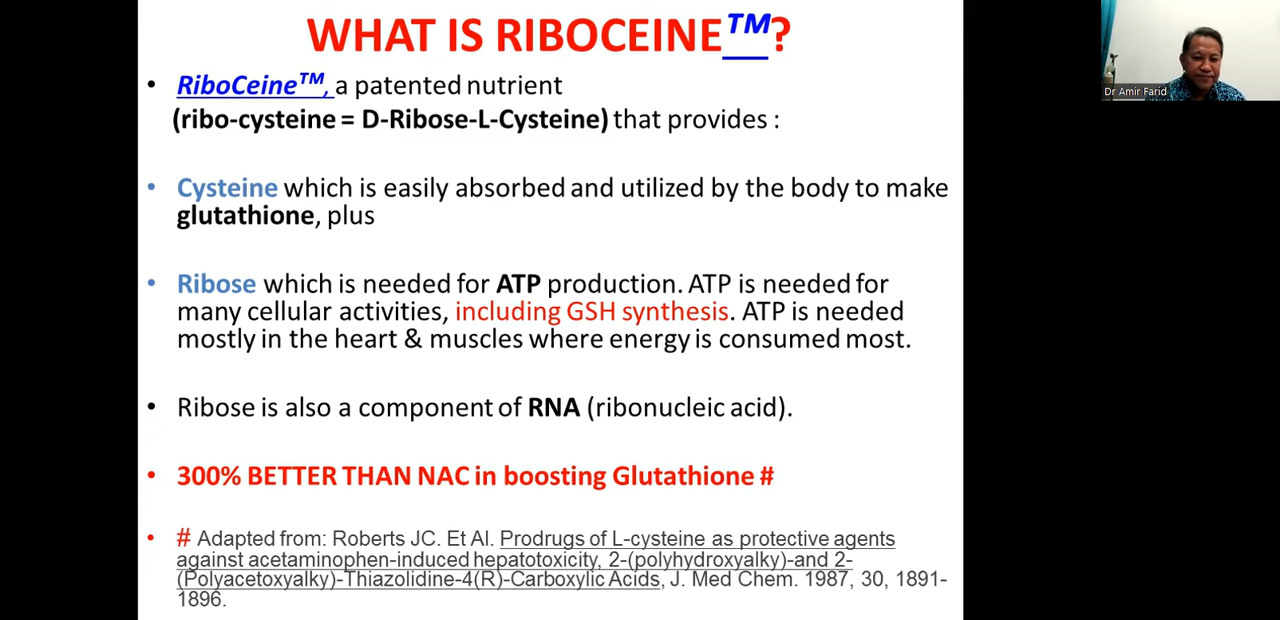 WHAT IS RIBOCEINE™?
• RiboCeine™, a patented nutrient
(ribo-cysteine = D-Ribose-L-Cysteine) that provides :
• Cysteine which is easily absorbed and utilized by the body to make
glutathione, plus
• Ribose which is needed for ATP production. ATP is needed for
many cellular activities, including GSH synthesis. ATP is needed
mostly in the heart & muscles where energy is consumed most.
• Ribose is also a component of RNA (ribonucleic acid).
• 300% BETTER THAN NAC in boosting Glutathione #
• # Adapted from: Roberts JC. Et Al. Prodrugs of L-cysteine as protective agents
against acetaminophen-induced hepatotoxicity, 2-(polyhydroxyalky)-and 2-
(Polyacetoxyalky)-Thiazolidine-4(R)-Carboxylic Acids, J. Med Chem. 1987, 30, 1891-
1896.
Dr Amir Farid